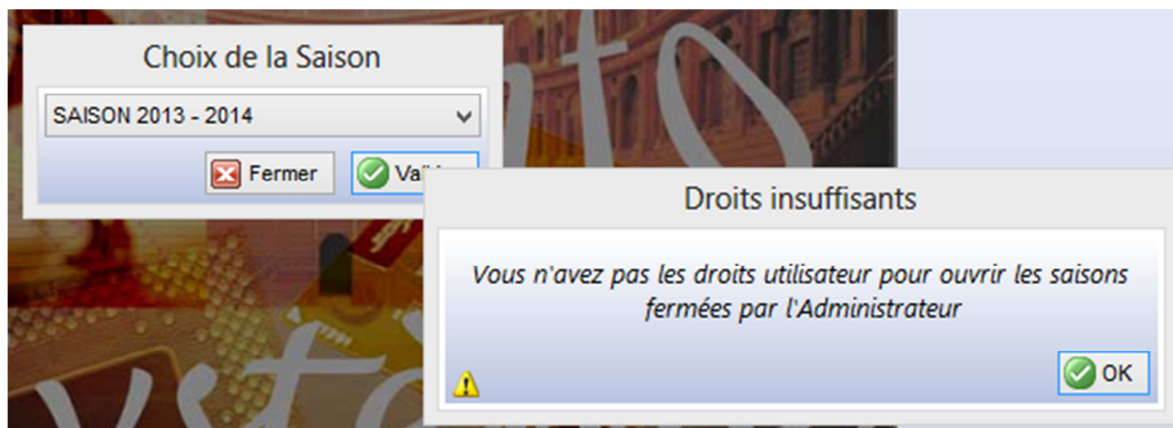 Choix de la Saison
SAISON 2013 - 2014
Fermer
Droits insuffisants
Vous n'avez pas les droits utilisateur pour ouvrir les saisons
fermées par l'Administrateur
OK